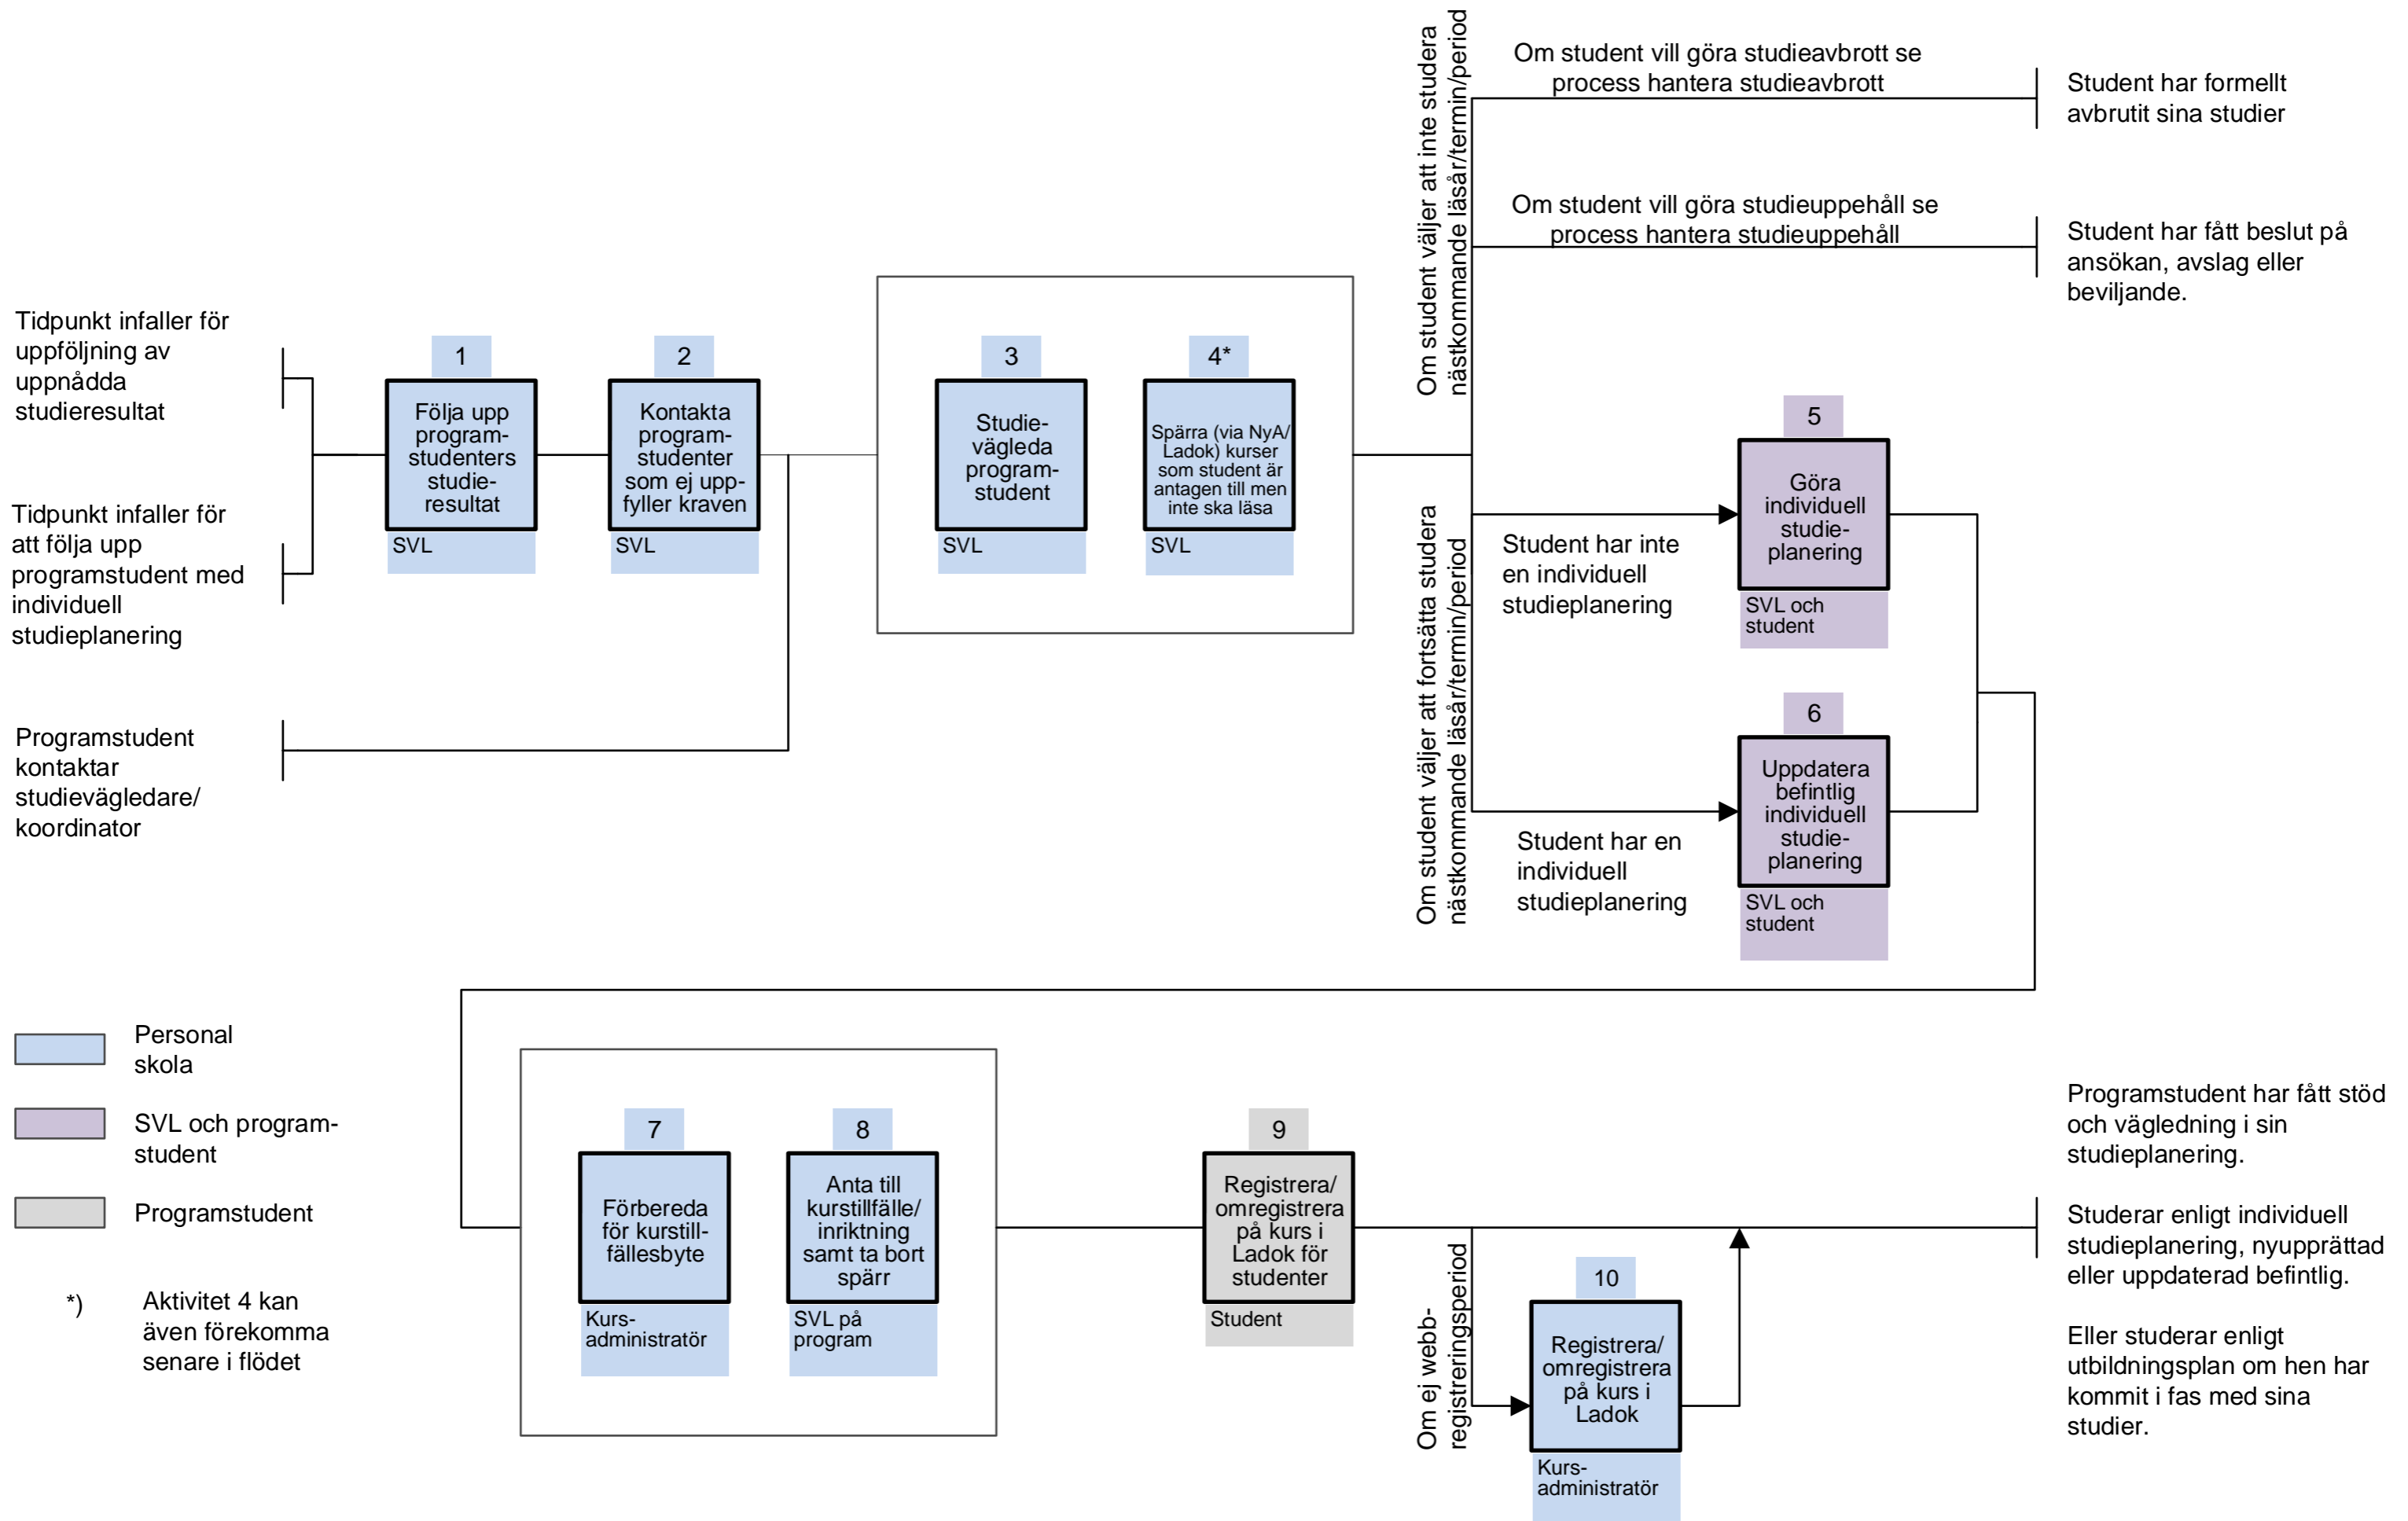 Om student väljer att inte studera
nästkommande läsår/termin/period
Om student vill göra studieavbrott se
process hantera studieavbrott
Student har formellt
avbrutit sina studier
Om student vill göra studieuppehåll se
process hantera studieuppehåll
Student har fått beslut på
ansökan, avslag eller
beviljande.
Tidpunkt infaller för
uppföljning av
uppnådda
studieresultat
Tidpunkt infaller för
att följa upp
programstudent med
individuell
studieplanering
Programstudent
kontaktar
studievägledare/
koordinator
1
Följa upp
program-
studenters
studie-
resultat
SVL
2
Kontakta
program-
studenter
som ej upp-
fyller kraven
SVL
3
Studie-
vägleda
program-
student
SVL
4*
Spärra (via NyA/
Ladok) kurser
som student är
antagen till men
inte ska läsa
SVL
Om student väljer att fortsätta studera
nästkommande läsår/termin/period
Student har inte
en individuell
studieplanering
5
Göra
individuell
studie-
planering
SVL och
student
Student har en
individuell
studieplanering
6
Uppdatera
befintlig
individuell
studie-
planering
SVL och
student
Personal
skola
SVL och program-
student
Programstudent
*)
Aktivitet 4 kan
även förekomma
senare i flödet
7
Förbereda
för kurstill-
fällesbyte
Kurs-
administratör
8
Anta till
kurstillfälle/
inriktning
samt ta bort
spärr
SVL på
program
9
Registrera/
omregistrera
på kurs i
Ladok för
studenter
Student
Om ej webb-
registreringsperiod
10
Registrera/
omregistrera
på kurs i
Ladok
Kurs-
administratör
Programstudent har fått stöd
och vägledning i sin
studieplanering.
Studerar enligt individuell
studieplanering, nyupprättad
eller uppdaterad befintlig.
Eller studerar enligt
utbildningsplan om hen har
kommit i fas med sina
studier.